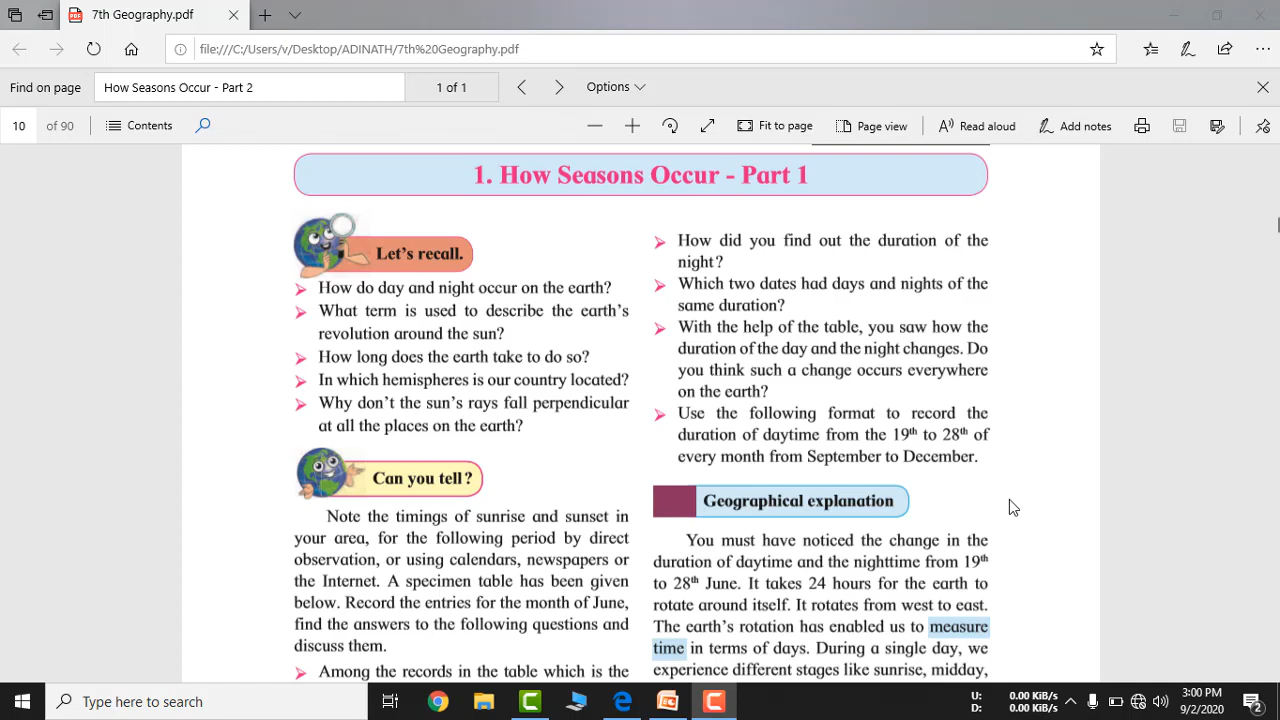 7th Geography.pdf
file:///C:/Users/v/Desktop/ADINATH/7th%20Geography.pdf
Find on page
How Seasons Occur - Part 2
1 of 1
Options
10
of 90
Contents
Fit to page
Page view
Read aloud
Add notes
1. How Seasons Occur - Part 1
Let's recall.
How do day and night occur on the earth?
What term is used to describe the earth's
revolution around the sun?
How long does the earth take to do so?
In which hemispheres is our country located?
Why don't the sun's rays fall perpendicular
at all the places on the earth?
Can you tell?
Note the timings of sunrise and sunset in
your area, for the following period by direct
observation, or using calendars, newspapers or
the Internet. A specimen table has been given
below. Record the entries for the month of June,
find the answers to the following questions and
discuss them.
Among the records in the table which is the
How did you find out the duration of the
night?
Which two dates had days and nights of the
same duration?
With the help of the table, you saw how the
duration of the day and the night changes. Do
you think such a change occurs everywhere
on the earth?
Use the following format to record the
duration of daytime from the 19th to 28th of
every month from September to December.
Geographical explanation
You must have noticed the change in the
duration of daytime and the nighttime from 19th
to 28th June. It takes 24 hours for the earth to
rotate around itself. It rotates from west to east.
The earth's rotation has enabled us to measure
time in terms of days. During a single day, we
experience different stages like sunrise, midday,
Type here to search
U: 0.00 KiB/s
D: 0.00 KiB/s
3:00 PM
9/2/2020
2